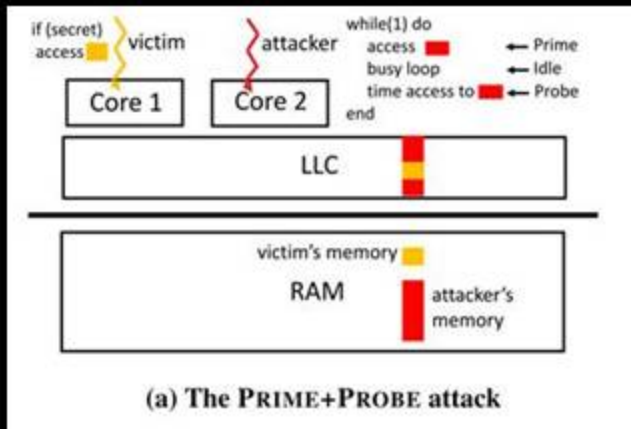 if (secret)
access
victim
attacker
while(1) do
access
Prime
busy loop
Idle
time access to
Probe
end
Core 1
Core 2
LLC
victim's memory
RAM
attacker's
memory
(a) The PRIME+PROBE attack